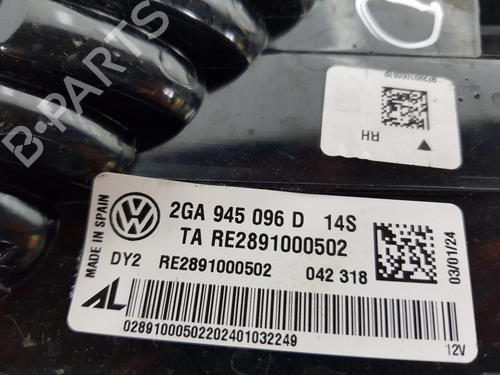 RE2891000502
RH
B-PARTS
MADE IN SPAIN
2GA 945 096 D 14S
TA RE2891000502
DY2 RE2891000502 042 318
03/01/24
AL
02891000502202401032249
12V